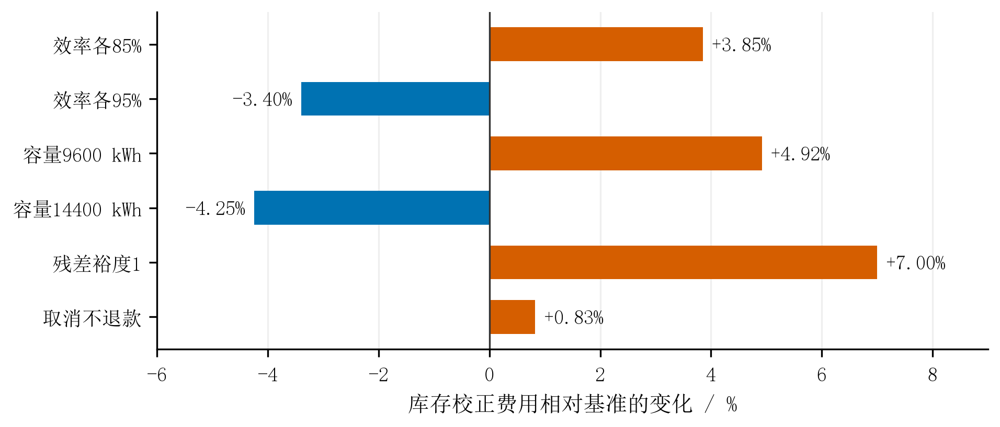 效率各85%
+3.85%
效率各95%
−3.40%
容量9600 kWh
+4.92%
容量14400 kWh
−4.25%
残差裕度1
+7.00%
取消不退款
+0.83%
−6 −4 −2 0 2 4 6 8
库存校正费用相对基准的变化 / %